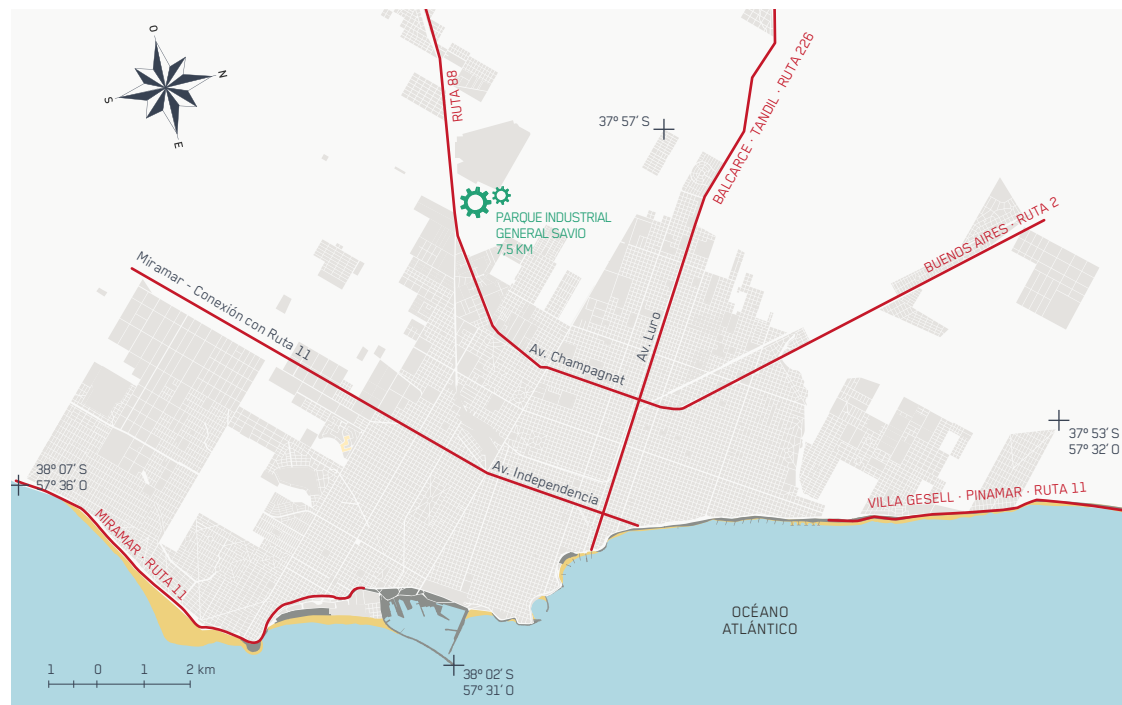 O
N
S
E
RUTA 88
BALCARCE · TANDIL · RUTA 226
37º 57’ S
PARQUE INDUSTRIAL
GENERAL SAVIO
7,5 KM
BUENOS AIRES · RUTA 2
Miramar - Conexión con Ruta 11
Av. Luro
Av. Champagnat
37º 53’ S
57º 32’ O
38º 07’ S
57º 36’ O
Av. Independencia
VILLA GESELL · PINAMAR · RUTA 11
MIRAMAR · RUTA 11
OCÉANO
ATLÁNTICO
1 0 1 2 km
38º 02’ S
57º 31’ O